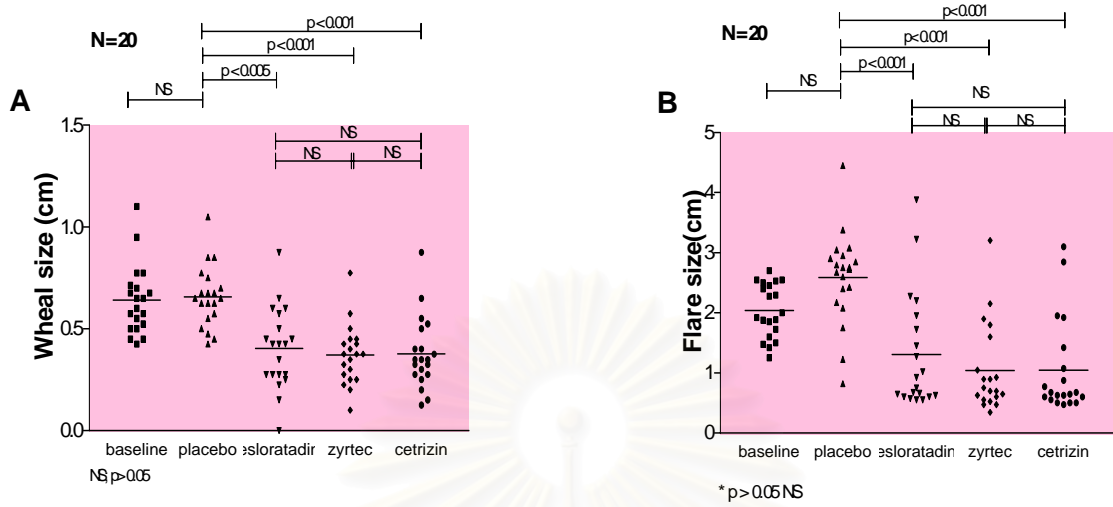 p<0.001
N=20
p<0.001
p<0.005
NS
A
1.5
NS
NS
NS
1.0
0.5
0.0
Wheal size (cm)
baseline placebo esloratadin zyrtec cetrizin
NS, p>0.05
p<0.001
N=20
p<0.001
p<0.001
NS
B
NS
NS
NS
5
4
3
2
1
0
Flare size(cm)
baseline placebo esloratadin zyrtec cetrizin
* p > 0.05 NS